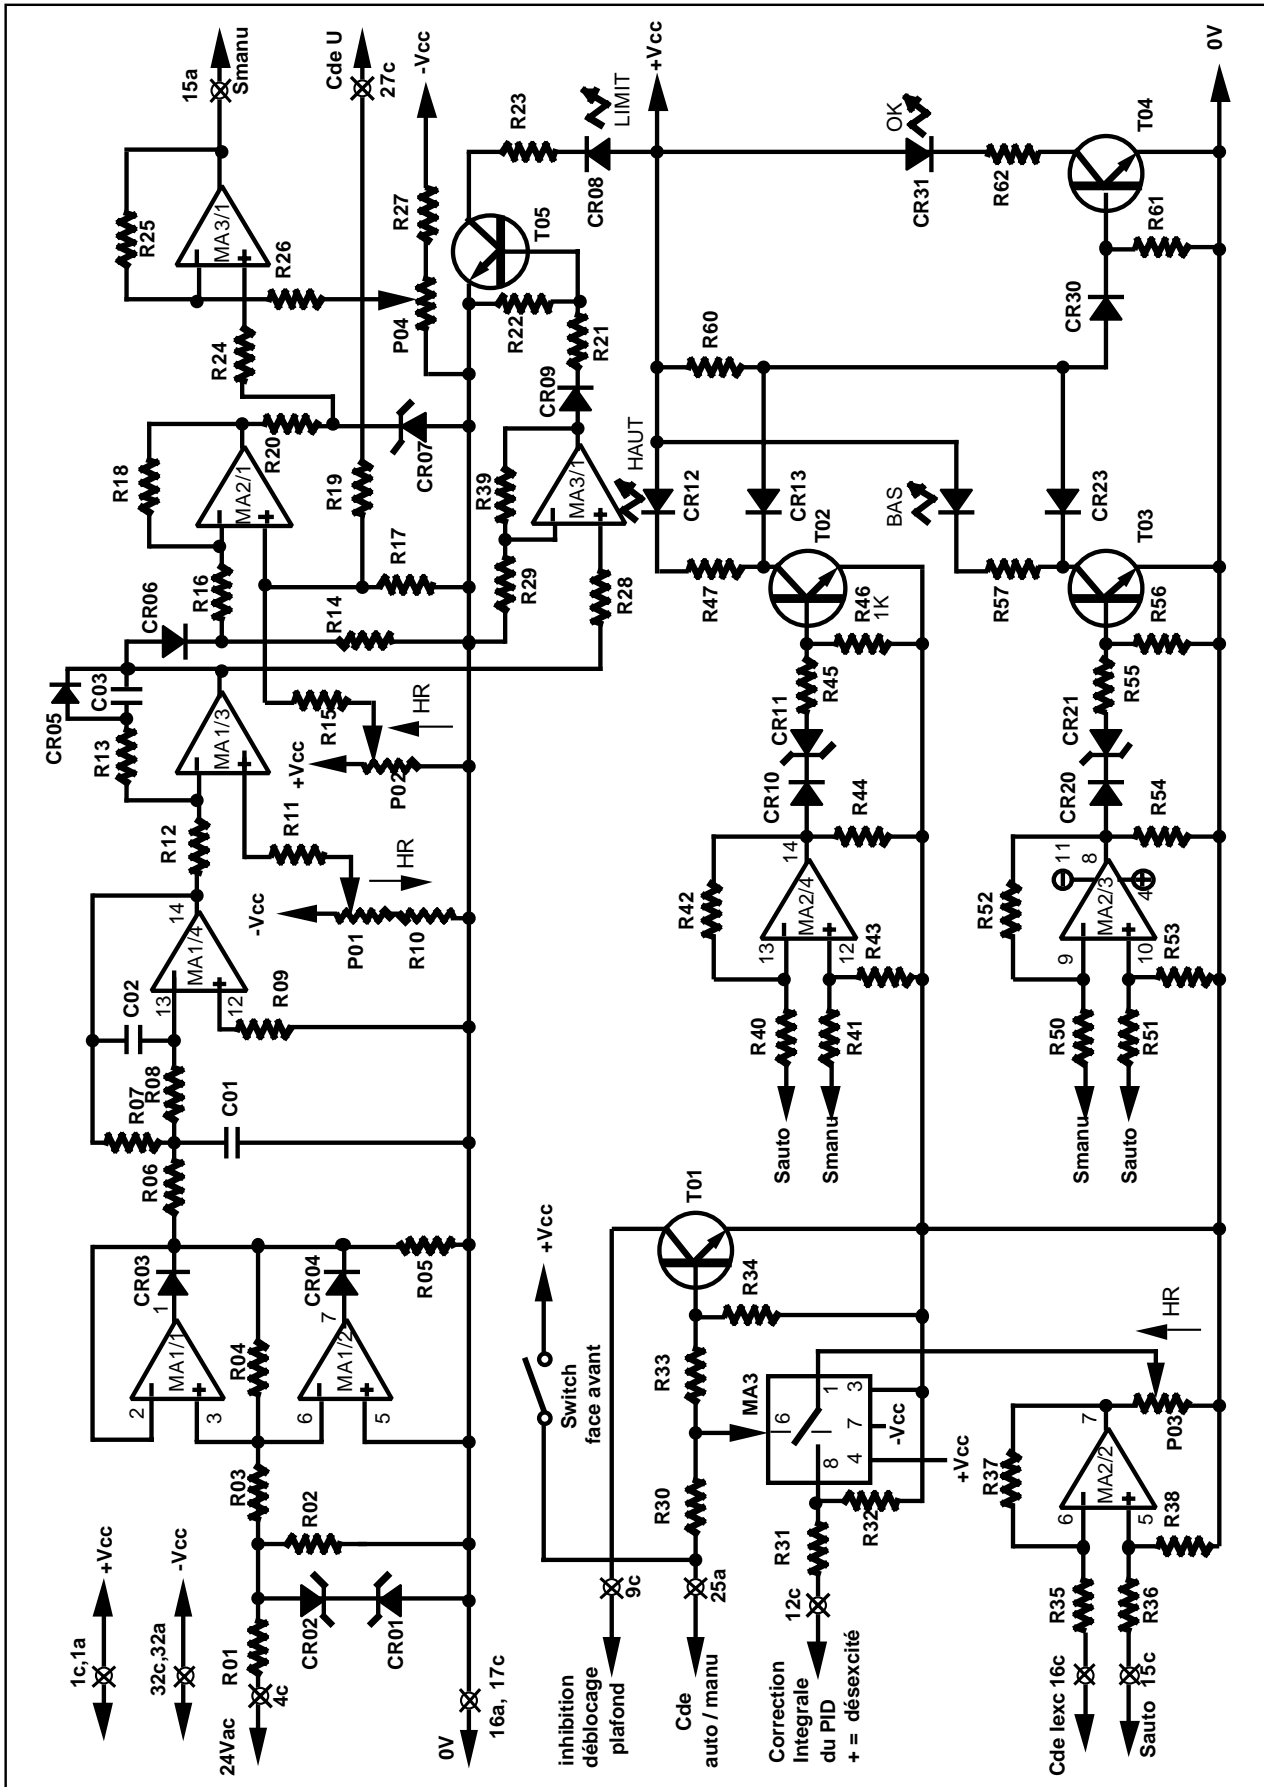 1c,1a
+Vcc
32c,32a
-Vcc
24Vac
4c
R01
CR02
CR01
R02
R03
0V
16a, 17c
2
3
MA1/1
1
CR03
R04
6
5
MA1/2
7
CR04
R05
R06
R07
R08
C01
C02
13
12
MA1/4
14
R09
R12
-Vcc
P01
R10
HR
R11
R13
CR05
C03
MA1/3
R15
+Vcc
P02
HR
CR06
R16
R14
R18
MA2/1
R17
R19
R20
CR07
R24
R25
MA3/1
R26
15a
Smanu
Cde U
27c
-Vcc
R27
P04
R22
T05
R23
R21
CR09
R39
R29
R28
MA3/1
CR08
LIMIT
+Vcc
HAUT
CR12
R60
CR13
R47
T02
R46
1K
R45
CR11
CR10
R44
R42
14
MA2/4
13
12
R43
R40
R41
Sauto
Smanu
BAS
CR23
R57
T03
R56
R55
CR21
CR20
R54
R52
11
8
MA2/3
4
9
10
R53
R50
R51
Smanu
Sauto
OK
CR31
R62
T04
R61
CR30
0V
Switch
face avant
+Vcc
T01
R34
R33
R30
MA3
6
1
3
7
8
4
-Vcc
+Vcc
R31
R32
9c
25a
12c
inhibition
déblocage
plafond
Cde
auto / manu
Correction
Integrale
du PID
+ = désexcité
HR
P03
R37
7
MA2/2
6
5
R38
R35
R36
Cde Iexc 16c
Sauto 15c